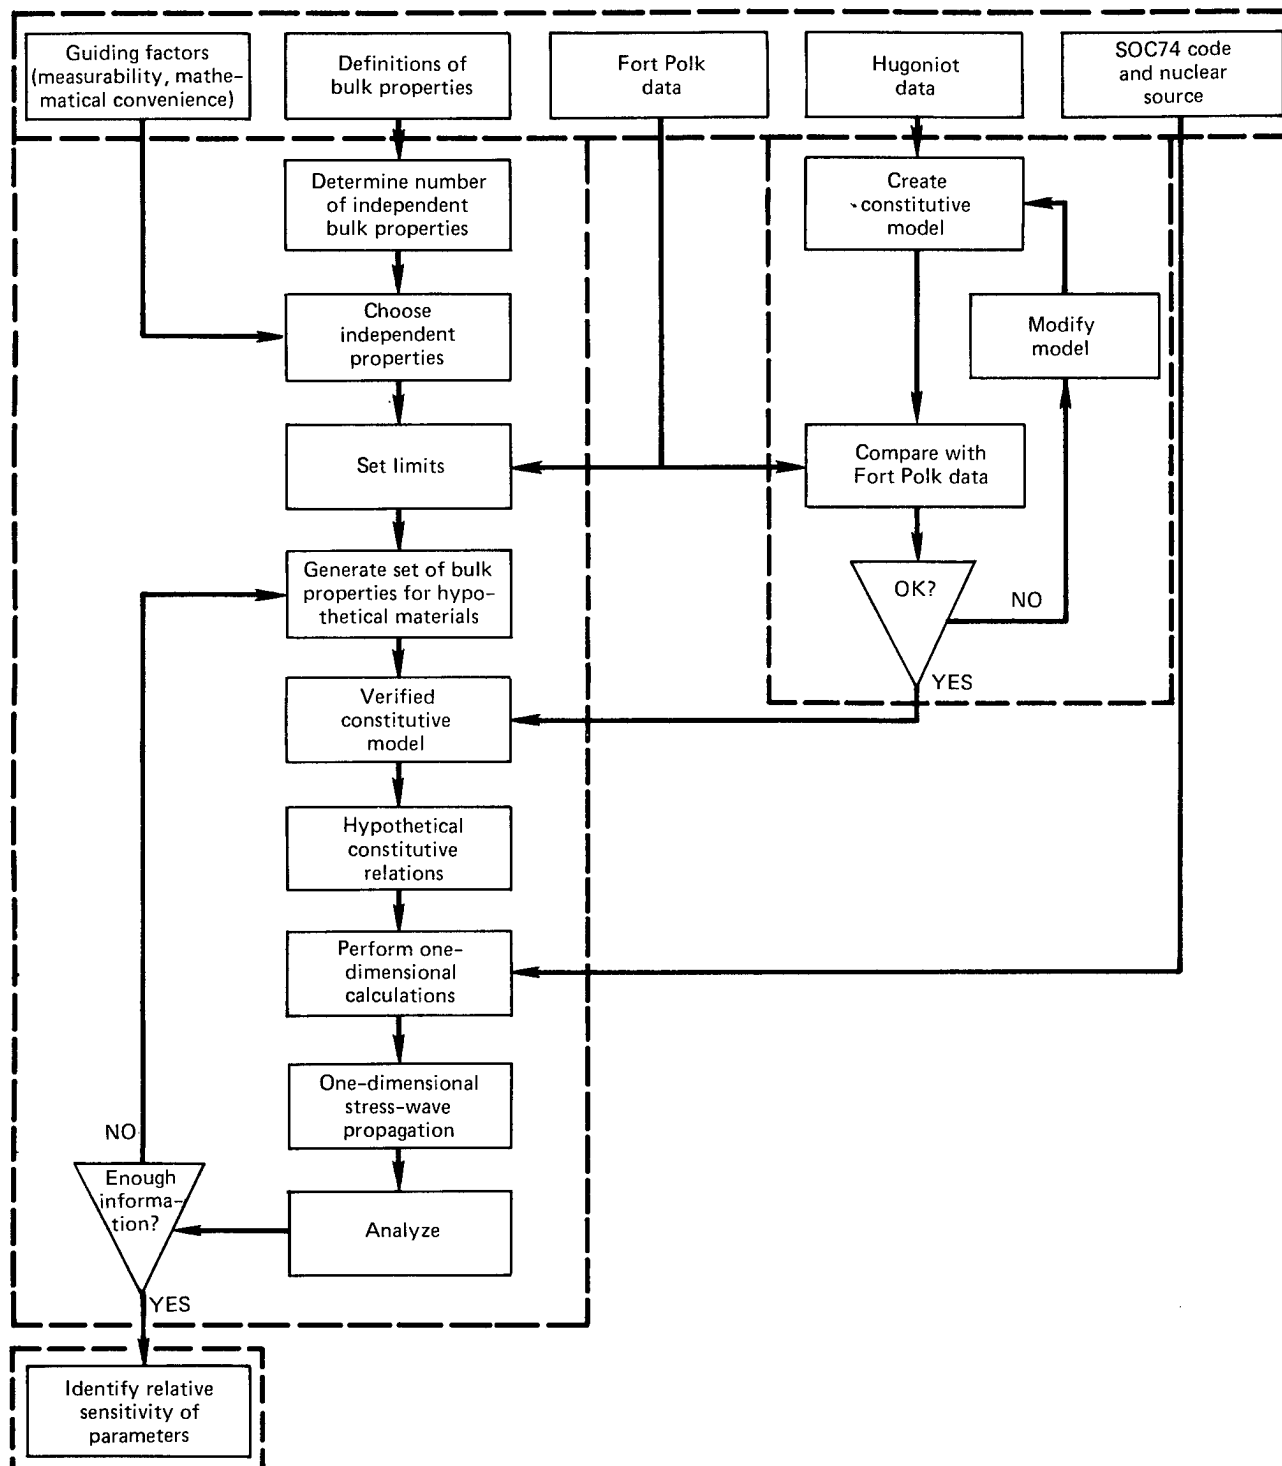 Guiding factors
(measurability, mathe-
matical convenience)
Definitions of
bulk properties
Fort Polk
data
Hugoniot
data
SOC74 code
and nuclear
source
Determine number
of independent
bulk properties
Create
constitutive
model
Choose
independent
properties
Modify
model
Set limits
Compare with
Fort Polk data
Generate set of bulk
properties for hypo-
thetical materials
OK?
NO
YES
Verified
constitutive
model
Hypothetical
constitutive
relations
Perform one-
dimensional
calculations
One-dimensional
stress-wave
propagation
NO
Enough
informa-
tion?
Analyze
YES
Identify relative
sensitivity of
parameters